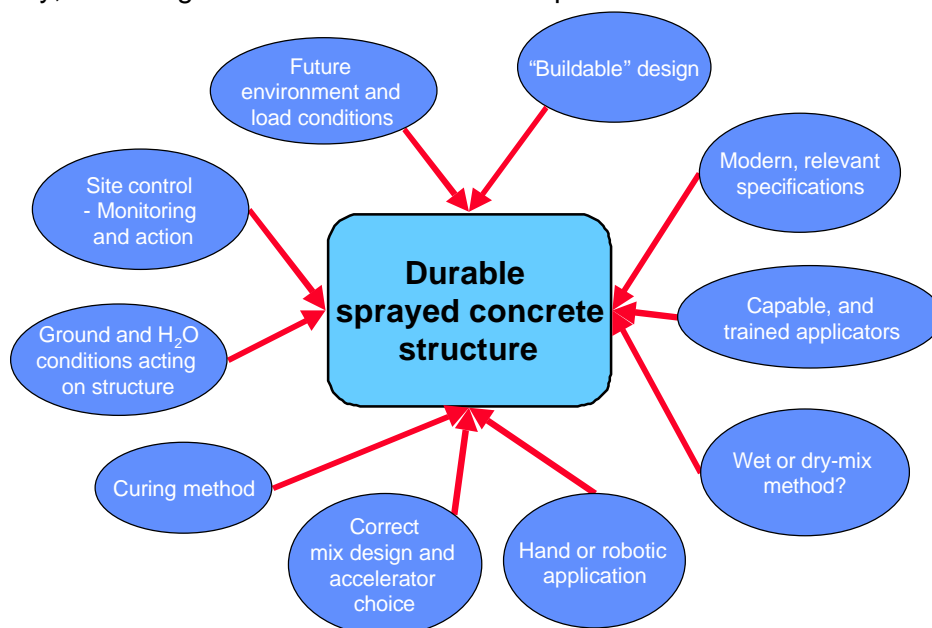 Future
environment and
load conditions
“Buildable” design
Modern, relevant
specifications
Site control
- Monitoring
and action
Durable
sprayed concrete
structure
Capable, and
trained applicators
Ground and H₂O
conditions acting
on structure
Wet or dry-mix
method?
Curing method
Correct
mix design and
accelerator
choice
Hand or robotic
application